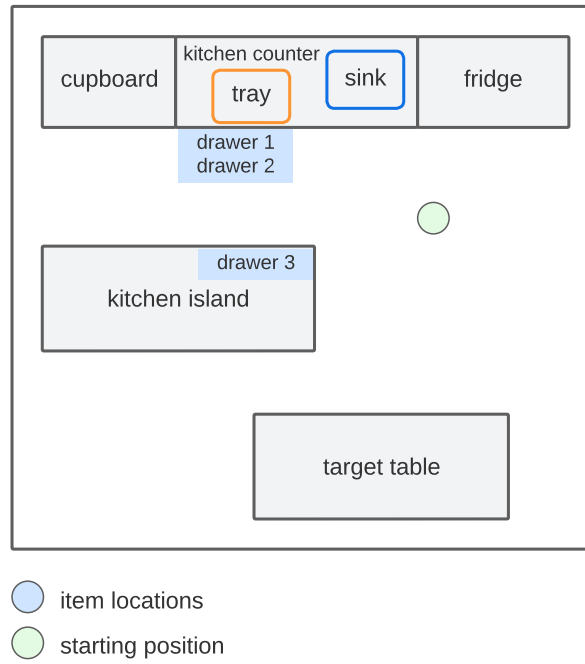 kitchen counter
cupboard
tray
sink
fridge
drawer 1
drawer 2
drawer 3
kitchen island
target table
item locations
starting position